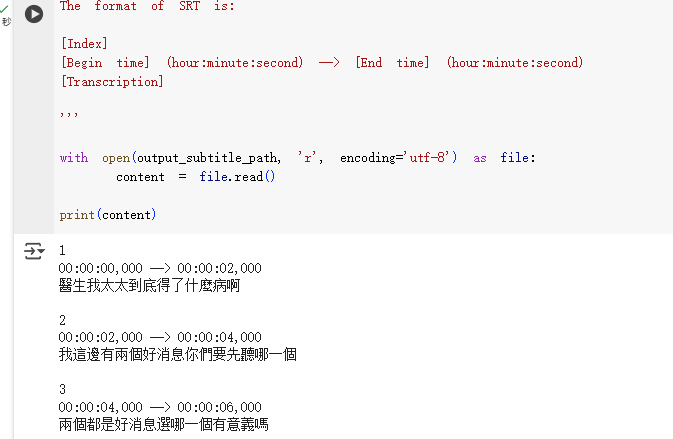 秒
The format of SRT is:
[Index]
[Begin time] (hour:minute:second) —> [End time] (hour:minute:second)
[Transcription]
'''
with open(output_subtitle_path, 'r', encoding='utf-8') as file:
content = file.read()
print(content)
1
00:00:00,000 —> 00:00:02,000
醫生我太太到底得了什麼病啊
2
00:00:02,000 —> 00:00:04,000
我這邊有兩個好消息你們要先聽哪一個
3
00:00:04,000 —> 00:00:06,000
兩個都是好消息選哪一個有意義嗎